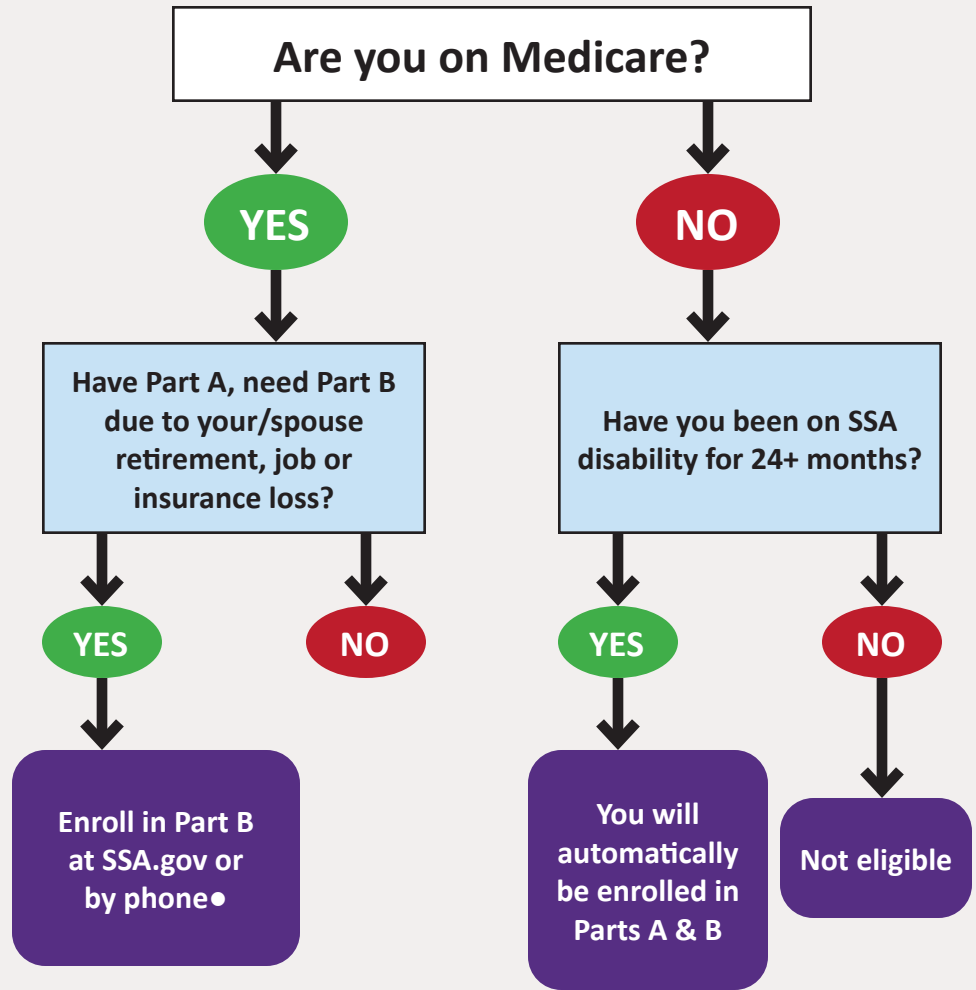 Are you on Medicare?
YES
NO
Have Part A, need Part B
due to your/spouse
retirement, job or
insurance loss?
Have you been on SSA
disability for 24+ months?
YES
NO
YES
NO
Enroll in Part B
at SSA.gov or
by phone●
You will
automatically
be enrolled in
Parts A & B
Not eligible